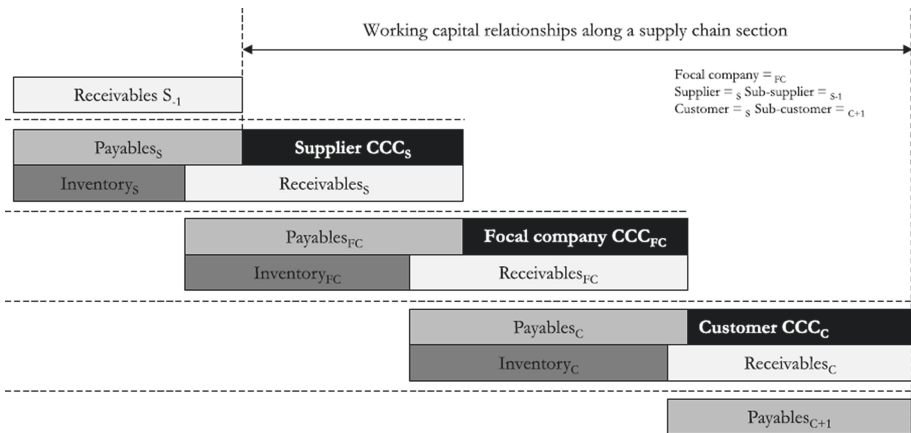 Working capital relationships along a supply chain section
Focal company = FC
Supplier = S Sub-supplier = S-1
Customer = S Sub-customer = C+1
Receivables S-1
PayablesS
Supplier CCCS
InventoryS
ReceivablesS
PayablesFC
Focal company CCCFC
InventoryFC
ReceivablesFC
PayablesC
Customer CCCC
InventoryC
ReceivablesC
PayablesC+1